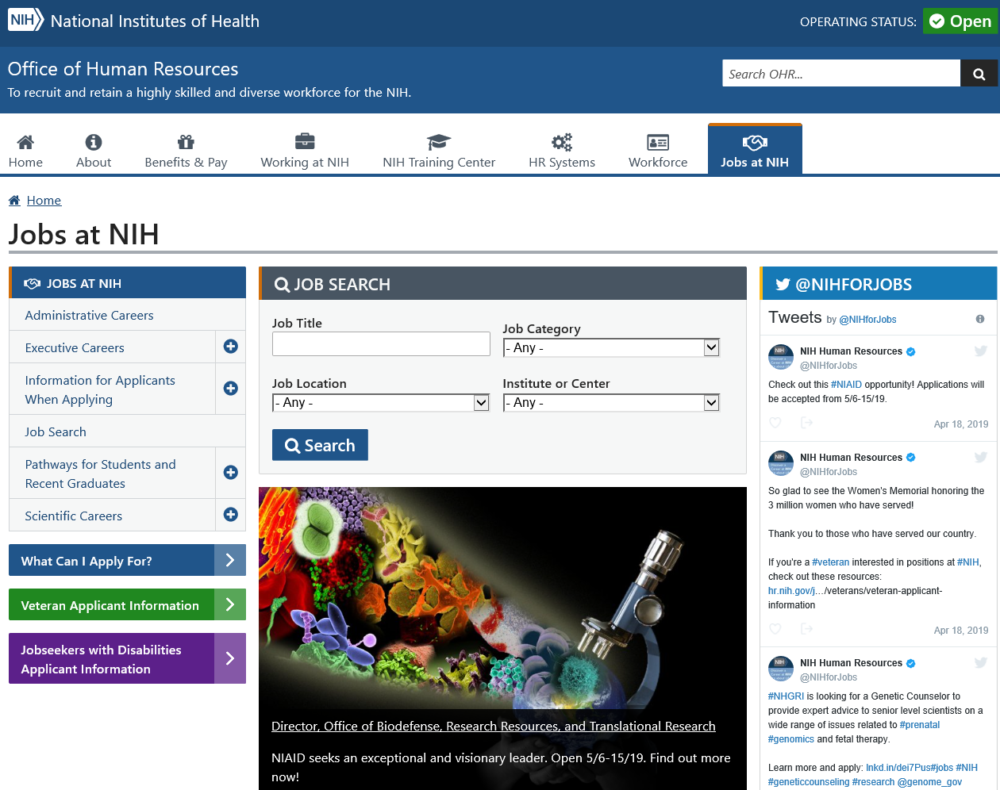 NIH National Institutes of Health
OPERATING STATUS: Open
Office of Human Resources
To recruit and retain a highly skilled and diverse workforce for the NIH.
Search OHR...
Home
About
Benefits & Pay
Working at NIH
NIH Training Center
HR Systems
Workforce
Jobs at NIH
Home
Jobs at NIH
JOBS AT NIH
Administrative Careers
Executive Careers
Information for Applicants
When Applying
Job Search
Pathways for Students and
Recent Graduates
Scientific Careers
What Can I Apply For?
Veteran Applicant Information
Jobseekers with Disabilities
Applicant Information
JOB SEARCH
Job Title
Job Category
- Any -
Job Location
- Any -
Institute or Center
- Any -
Search
Director, Office of Biodefense, Research Resources, and Translational Research
NIAID seeks an exceptional and visionary leader. Open 5/6-15/19. Find out more
now!
@NIHFORJOBS
Tweets by @NIHforJobs
NIH Human Resources
@NIHforJobs
Check out this #NIAID opportunity! Applications will
be accepted from 5/6-15/19.
Apr 18, 2019
NIH Human Resources
@NIHforJobs
So glad to see the Women's Memorial honoring the
3 million women who have served!
Thank you to those who have served our country.
If you're a #veteran interested in positions at #NIH,
check out these resources:
hr.nih.gov/j…/veterans/veteran-applicant-
information
Apr 18, 2019
NIH Human Resources
@NIHforJobs
#NHGRI is looking for a Genetic Counselor to
provide expert advice to senior level scientists on a
wide range of issues related to #prenatal
#genomics and fetal therapy.
Learn more and apply: lnkd.in/dei7Pus#jobs #NIH
#geneticcounseling #research @genome_gov